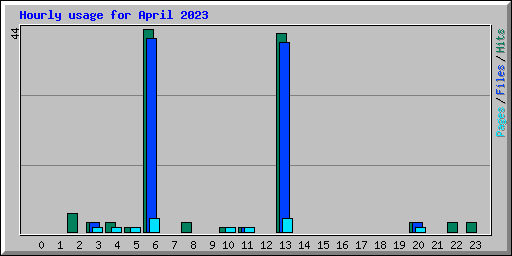 Hourly usage for April 2023
44
Pages/Files/Hits
0 1 2 3 4 5 6 7 8 9 10 11 12 13 14 15 16 17 18 19 20 21 22 23